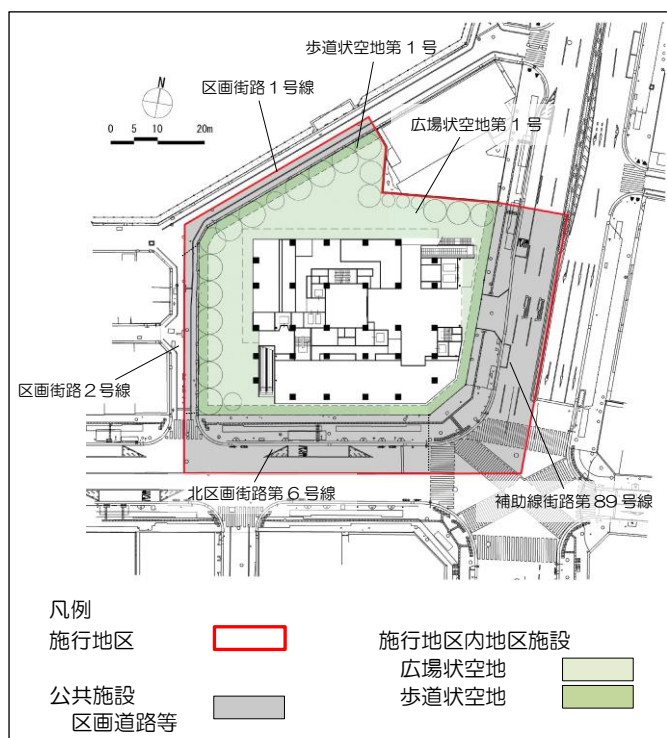 歩道状空地第1号
区画街路1号線
N
0 5 10 20m
広場状空地第1号
区画街路2号線
北区画街路第6号線
補助線街路第89号線
凡例
施行地区
施行地区内地区施設
広場状空地
公共施設
歩道状空地
区画道路等